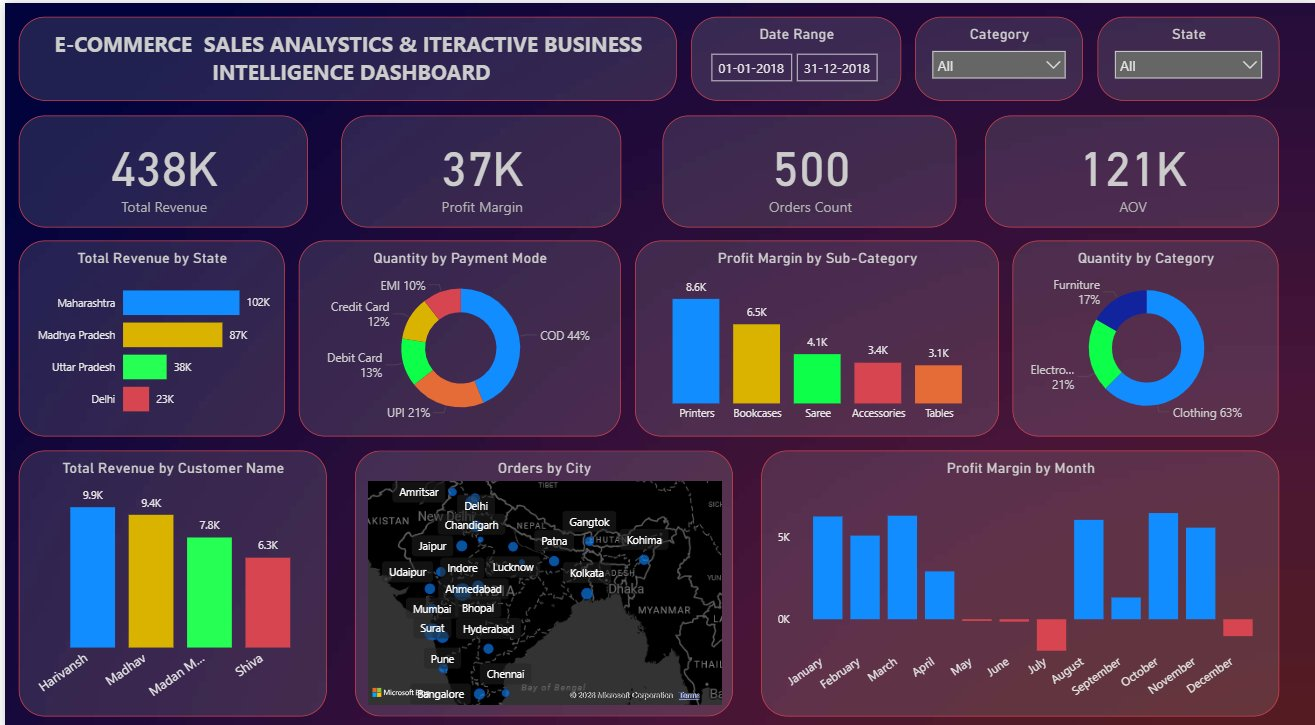 E-COMMERCE SALES ANALYSTICS & ITERACTIVE BUSINESS
INTELLIGENCE DASHBOARD
Date Range
01-01-2018
31-12-2018
Category
All
State
All
438K
Total Revenue
37K
Profit Margin
500
Orders Count
121K
AOV
Total Revenue by State
Maharashtra 102K
Madhya Pradesh 87K
Uttar Pradesh 38K
Delhi 23K
Quantity by Payment Mode
EMI 10%
Credit Card
12%
COD 44%
Debit Card
13%
UPI 21%
Profit Margin by Sub-Category
8.6K
6.5K
4.1K
3.4K
3.1K
Printers
Bookcases
Saree
Accessories
Tables
Quantity by Category
Furniture
17%
Electro...
21%
Clothing 63%
Total Revenue by Customer Name
9.9K
9.4K
7.8K
6.3K
Harivansh
Madhav
Madan M...
Shiva
Orders by City
TIBET
Amritsar
Delhi
New Delhi
Chandigarh
NEPAL
Gangtok
Jaipur
Patna
Kohima
Udaipur
Indore
Lucknow
Kolkata
Ahmedabad
Dhaka
Mumbai
Bhopal
MYANMAR
Surat
Hyderabad
Pune
THAIL
Chennai
Bangalore
Bay of Bengal
Microsoft
Microsoft Corporation
Terms
Profit Margin by Month
5K
0K
January
February
March
April
May
June
July
August
September
October
November
December